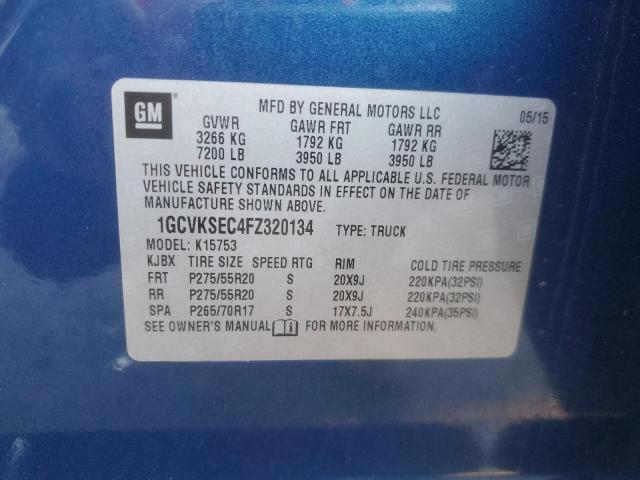 GM
MFD BY GENERAL MOTORS LLC
05/15
GVWR GAWR FRT GAWR RR
3266 KG 1792 KG 1792 KG
7200 LB 3950 LB 3950 LB
THIS VEHICLE CONFORMS TO ALL APPLICABLE U.S. FEDERAL MOTOR
VEHICLE SAFETY STANDARDS IN EFFECT ON THE DATE OF
MANUFACTURE SHOWN ABOVE.
1GCVKSEC4FZ320134 TYPE: TRUCK
MODEL: K15753
KJBX TIRE SIZE SPEED RTG RIM COLD TIRE PRESSURE
FRT P275/55R20 S 20X9J 220KPA(32PSI)
RR P275/55R20 S 20X9J 220KPA(32PSI)
SPA P265/70R17 S 17X7.5J 240KPA(35PSI)
SEE OWNER'S MANUAL FOR MORE INFORMATION.